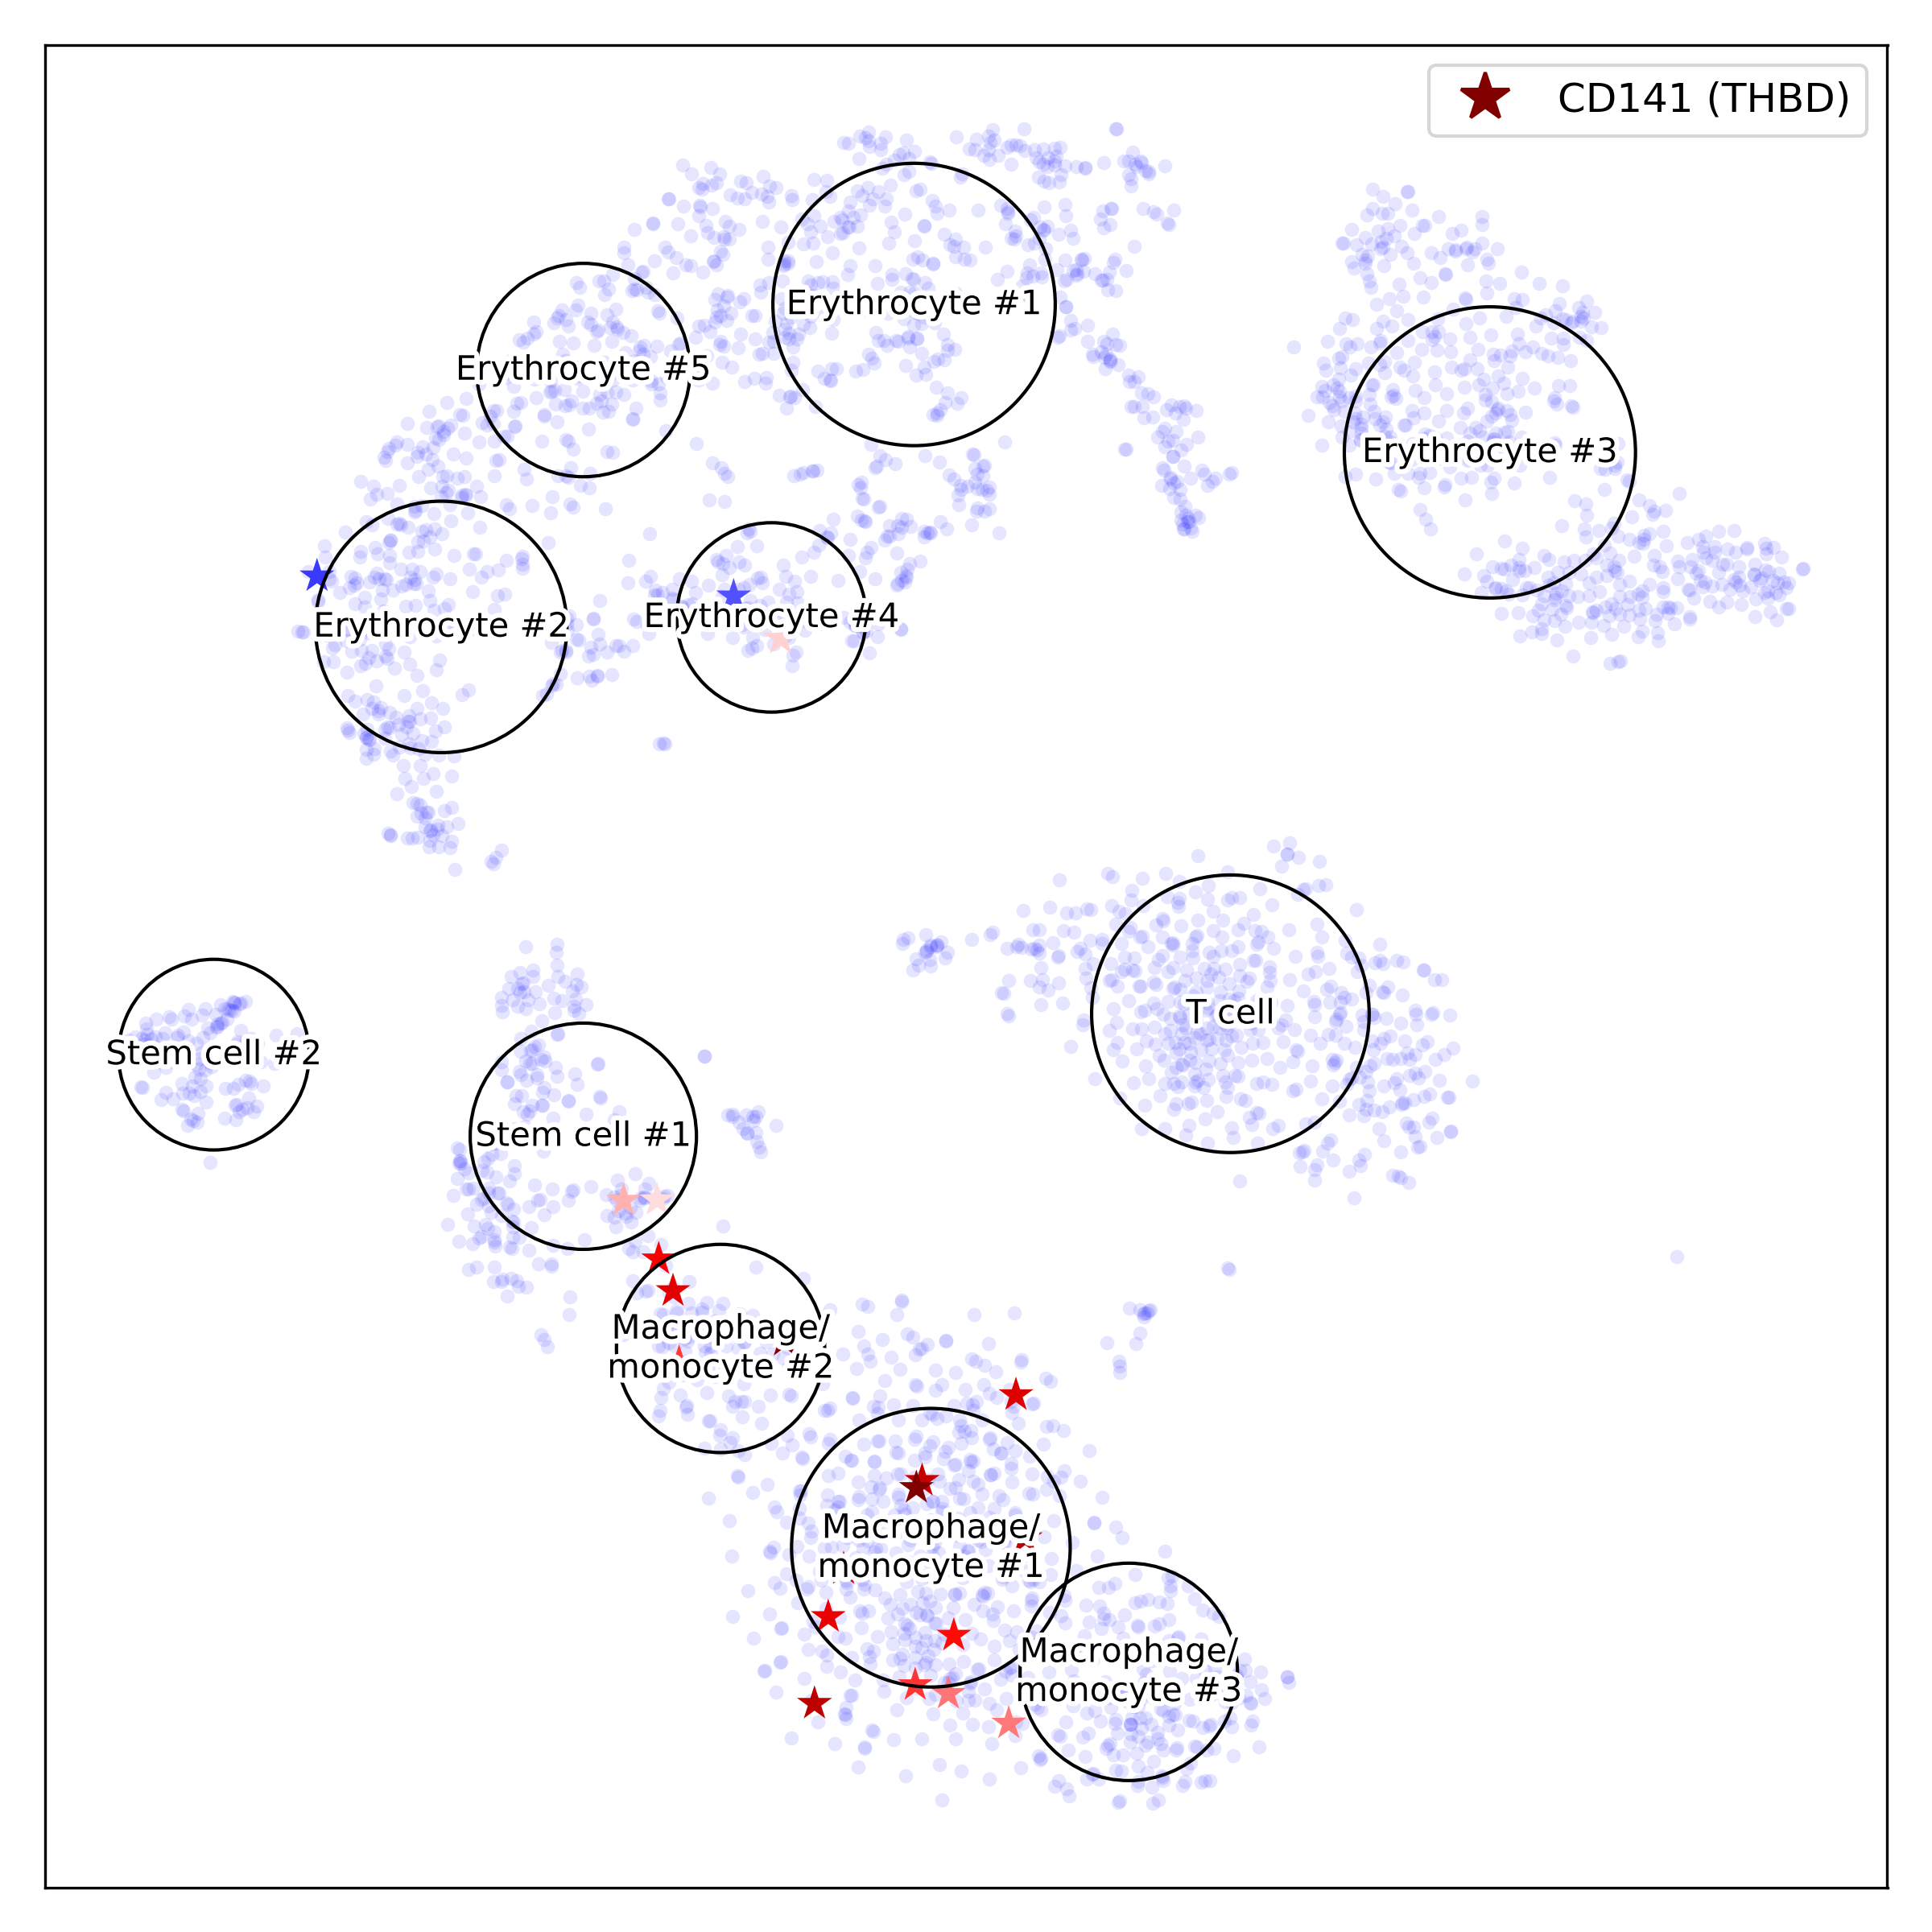 CD141 (THBD)
Erythrocyte #1
Erythrocyte #5
Erythrocyte #3
Erythrocyte #4
Erythrocyte #2
T cell
Stem cell #2
Stem cell #1
Macrophage/
monocyte #2
Macrophage/
monocyte #1
Macrophage/
monocyte #3